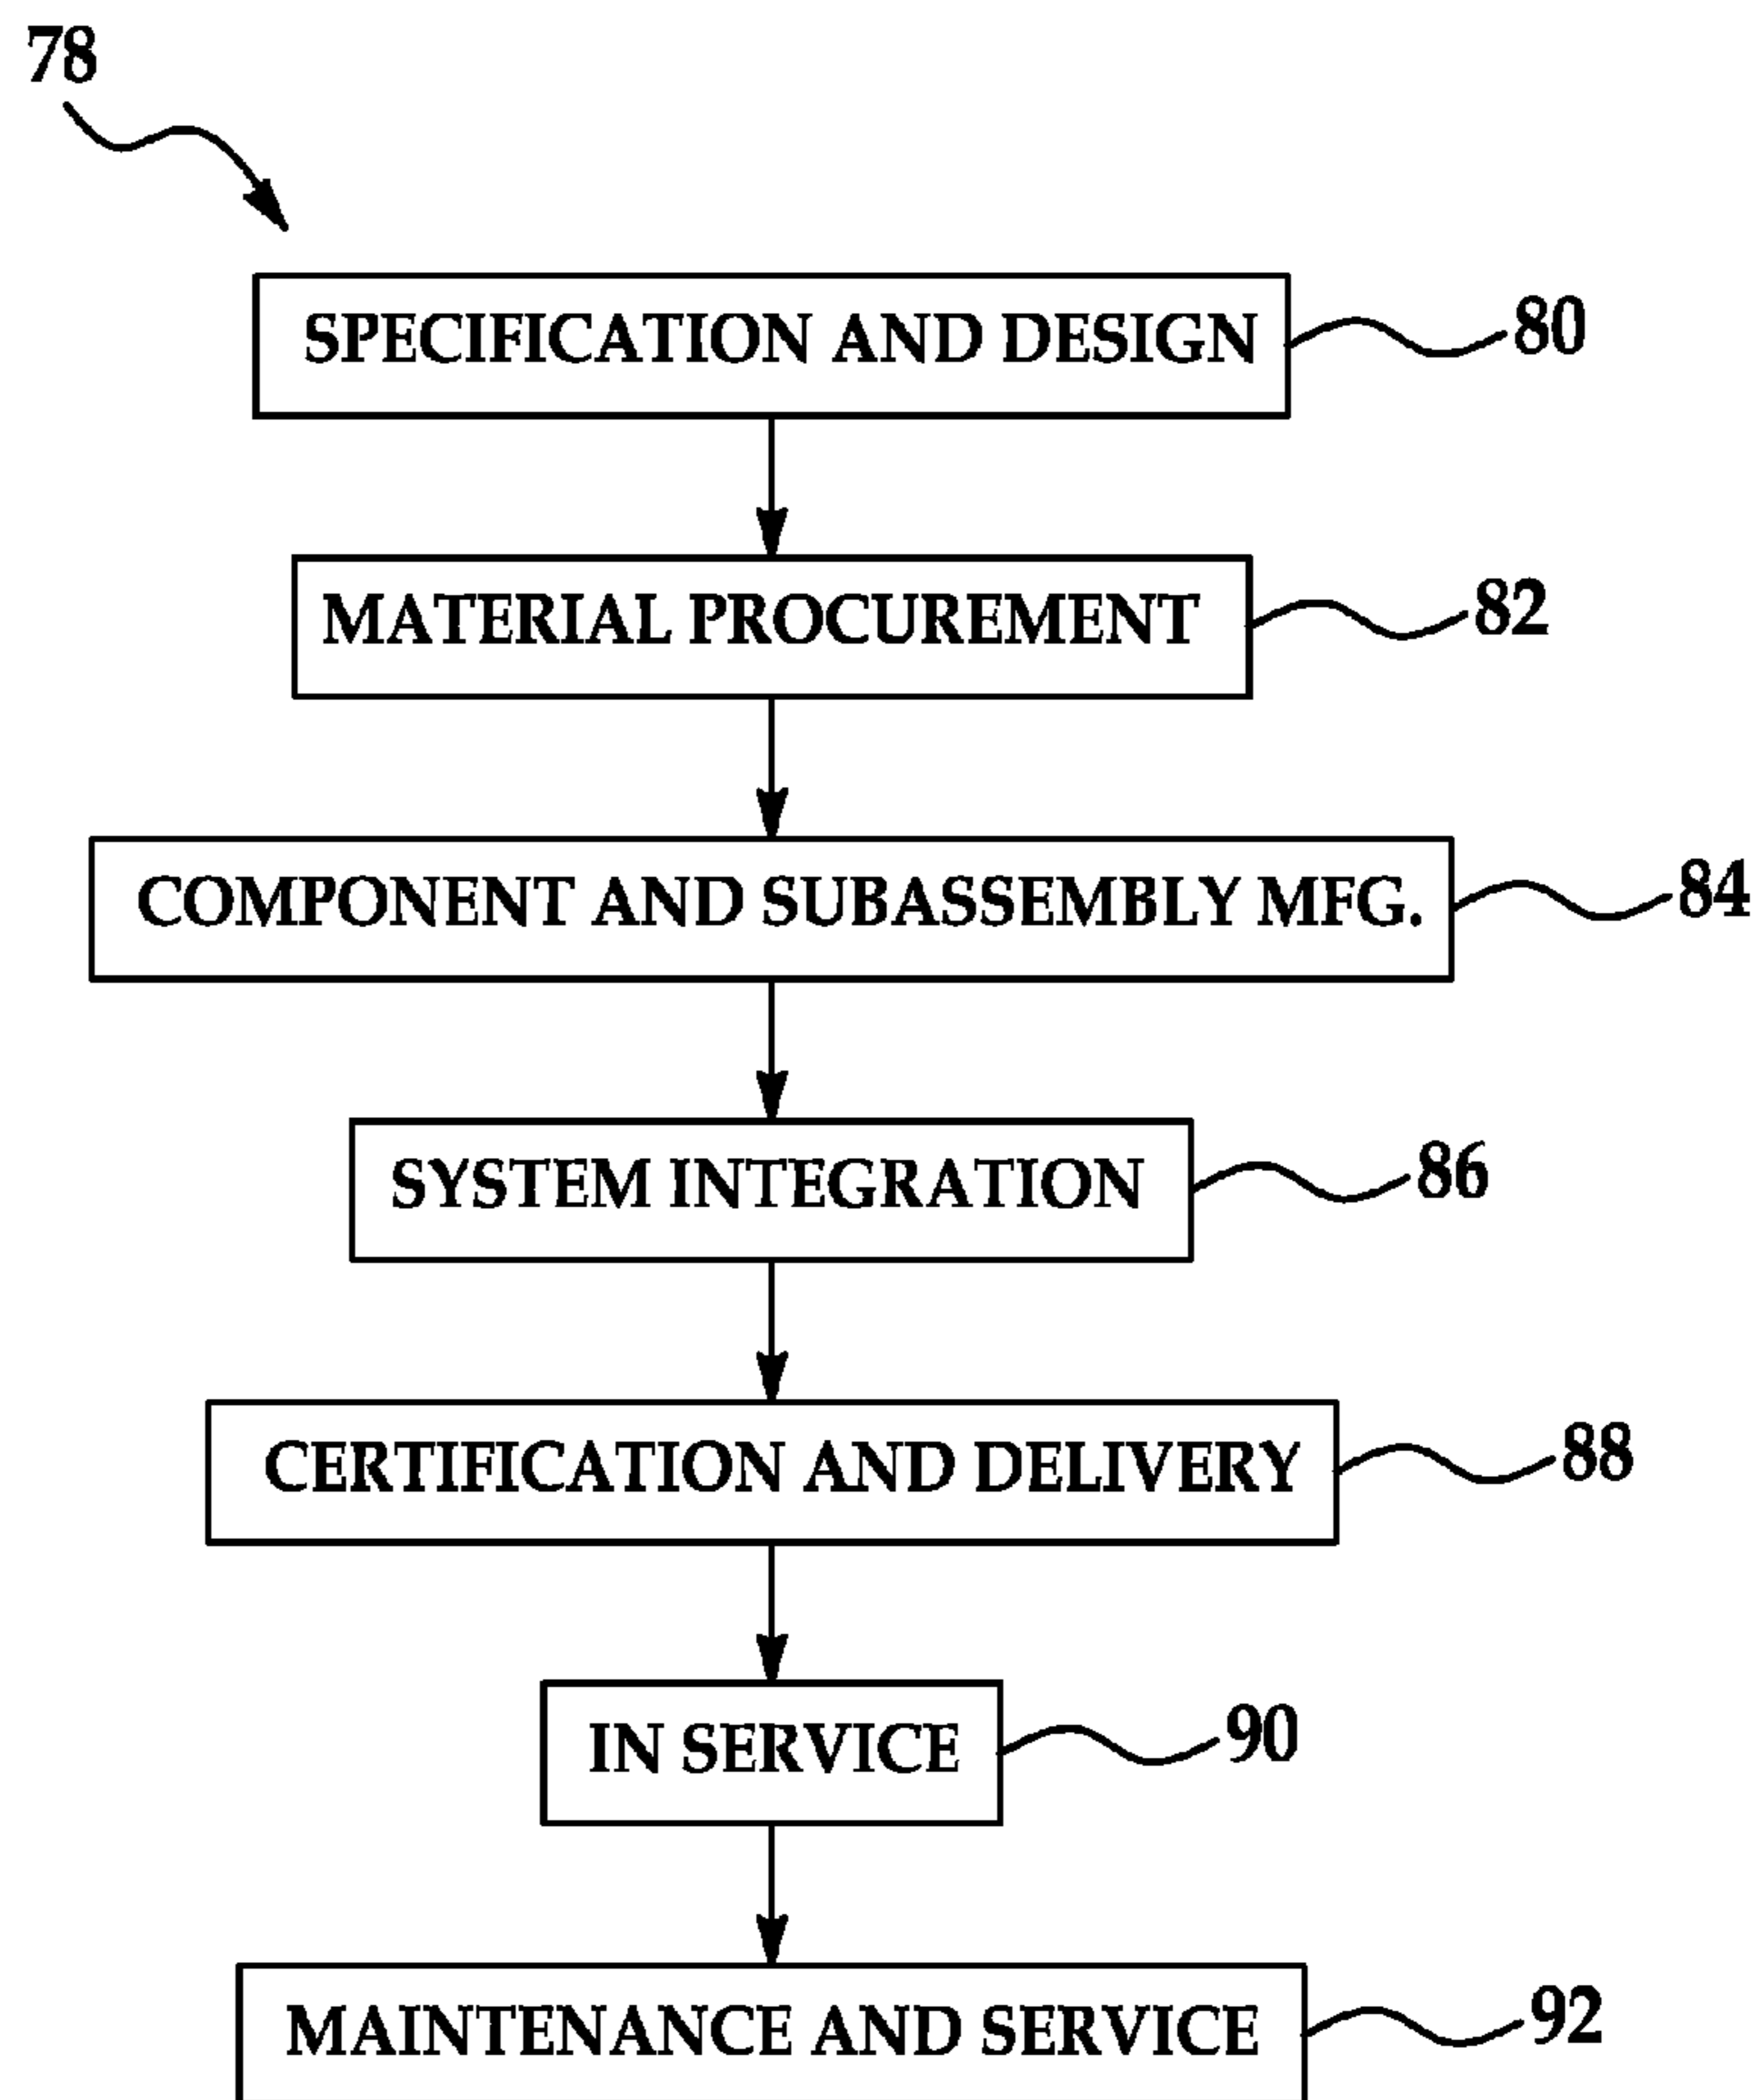 78
SPECIFICATION AND DESIGN 80
MATERIAL PROCUREMENT 82
COMPONENT AND SUBASSEMBLY MFG. 84
SYSTEM INTEGRATION 86
CERTIFICATION AND DELIVERY 88
IN SERVICE 90
MAINTENANCE AND SERVICE 92